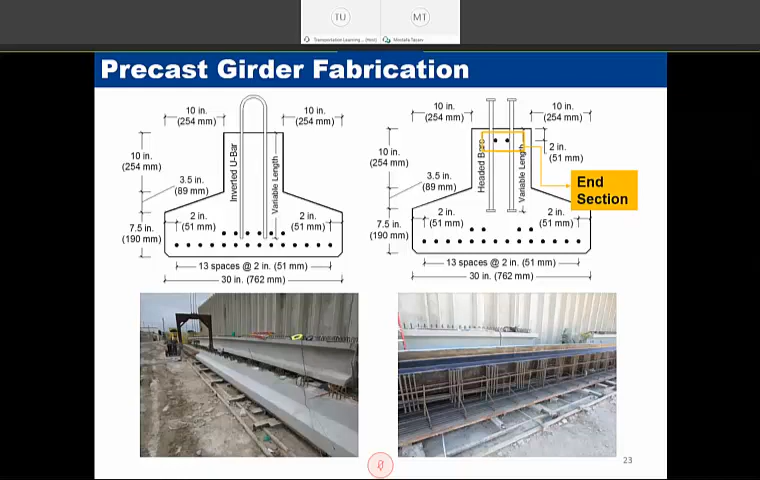 TU
MT
Transportation Learning ... (Host)
Mostafa Tazarv
Precast Girder Fabrication
10 in.
(254 mm)
10 in.
(254 mm)
10 in.
(254 mm)
3.5 in.
(89 mm)
7.5 in.
(190 mm)
2 in.
(51 mm)
2 in.
(51 mm)
Inverted U-Bar
Variable Length
13 spaces @ 2 in. (51 mm)
30 in. (762 mm)
10 in.
(254 mm)
10 in.
(254 mm)
10 in.
(254 mm)
2 in.
(51 mm)
3.5 in.
(89 mm)
7.5 in.
(190 mm)
2 in.
(51 mm)
2 in.
(51 mm)
Headed Bars
Variable Length
End
Section
13 spaces @ 2 in. (51 mm)
30 in. (762 mm)
23